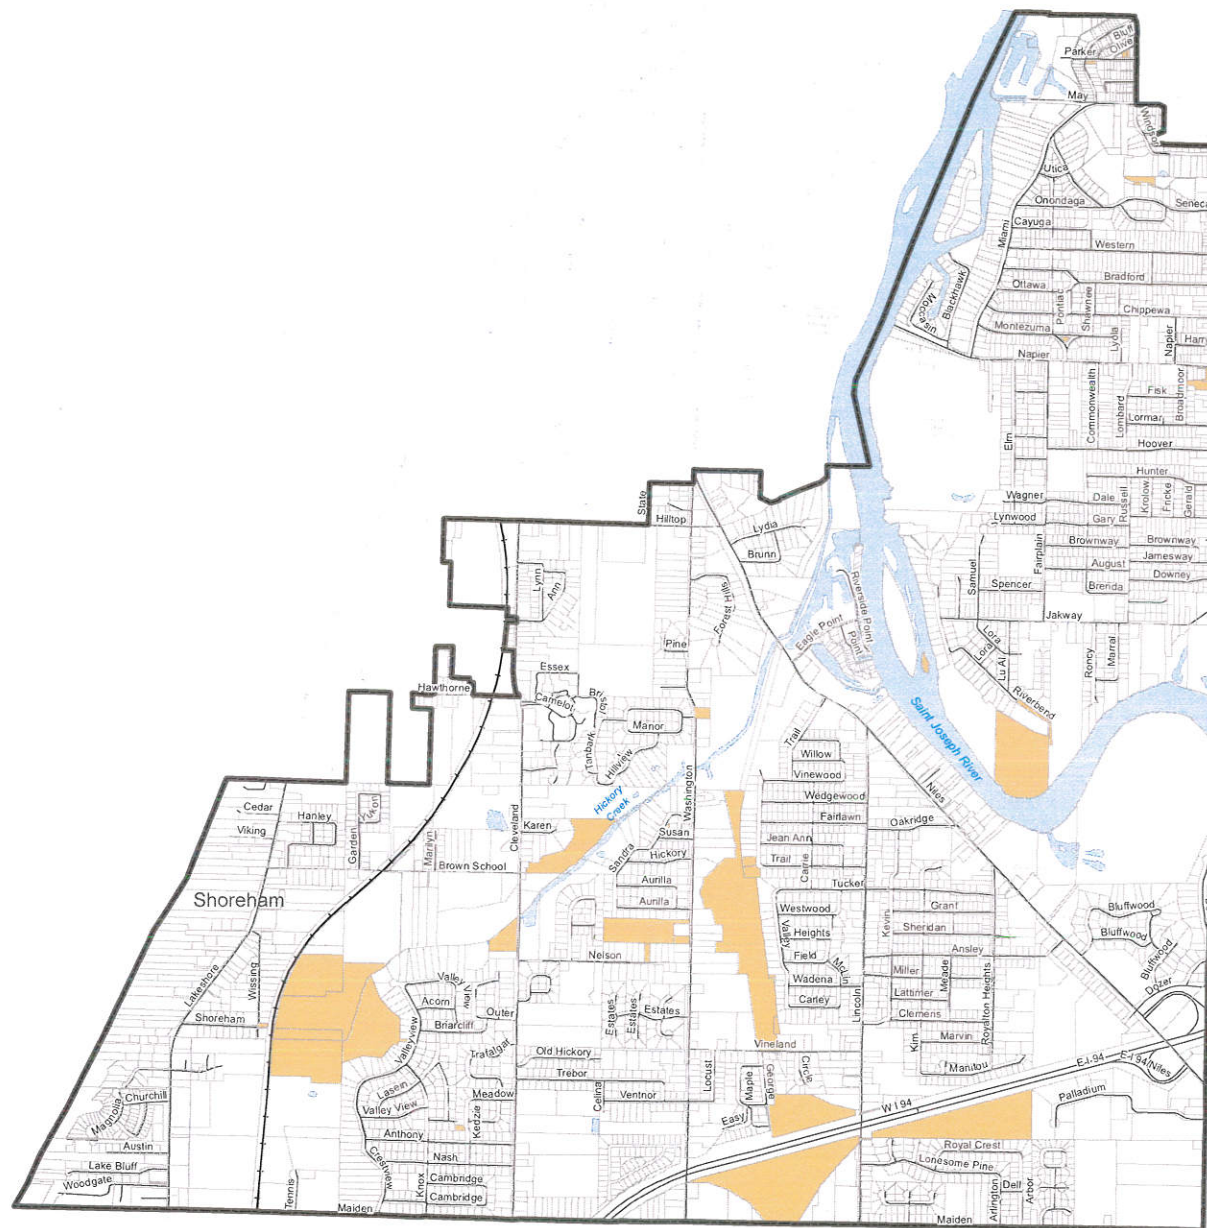 Bluff
Olive
Parker
May
Windsor
Utica
Onondaga
Seneca
Cayuga
Miami
Western
Bradford
Ottawa
Blackhawk
Moccasin
Pontiac
Shawnee
Chippewa
Montezuma
Lyola
Napier
Harry
Napier
Commonwealth
Lombard
Fisk
Broadmoor
Lormar
Elm
Hoover
Hunter
State
Wagner
Dale
Russell
Krolow
Fricke
Gerald
Hilltop
Lydia
Lynwood
Gary
Brunn
Fairplain
Brownway
Brownway
Jamesway
August
Downey
Samuel
Spencer
Brenda
Lynn
Ann
Forest Hills
Riverside Point
Eagle Point
Point
Jakway
Lora
Lora
Lu Al
Roncy
Marral
Pine
Essex
Hawthorne
Camelot
Bristol
Riverbend
Saint Joseph River
Manor
Tanbark
Hillview
Trail
Willow
Vinewood
Washington
Niles
Wedgewood
Hickory
Creek
Cedar
Hanley
Yukon
Viking
Garden
Marilyn
Cleveland
Karen
Fairlawn
Oakridge
Susan
Sandra
Jean Ann
Brown School
Hickory
Trail
Carrie
Aurilla
Tucker
Shoreham
Aurilla
Westwood
Grant
Bluffwood
Kevin
Sheridan
Bluffwood
Valley
Heights
Ansley
Bluffwood
Nelson
Field
McLin
Lakeshore
Wissing
Valley
View
Miller
Meade
Wadena
Dozer
Acorn
Lattimer
Carley
Lincoln
Royalton Heights
Outer
Estates
Estates
Estates
Clemens
Shoreham
Briarcliff
Valleyview
Kim
Marvin
Trafalgar
Old Hickory
Vineland
E-I-94
E-I 94/Niles
Trebor
Locust
Maple
George
Circle
Manitou
Lasein
Meadow
Celina
Ventnor
Palladium
Churchill
Magnolia
Valley View
Kedzie
W I 94
Easy
Anthony
Austin
Royal Crest
Nash
Lonesome Pine
Lake Bluff
Crestview
Cambridge
Woodgate
Tennis
Knox
Cambridge
Arlington
Dell
Arbor
Maiden
Maiden